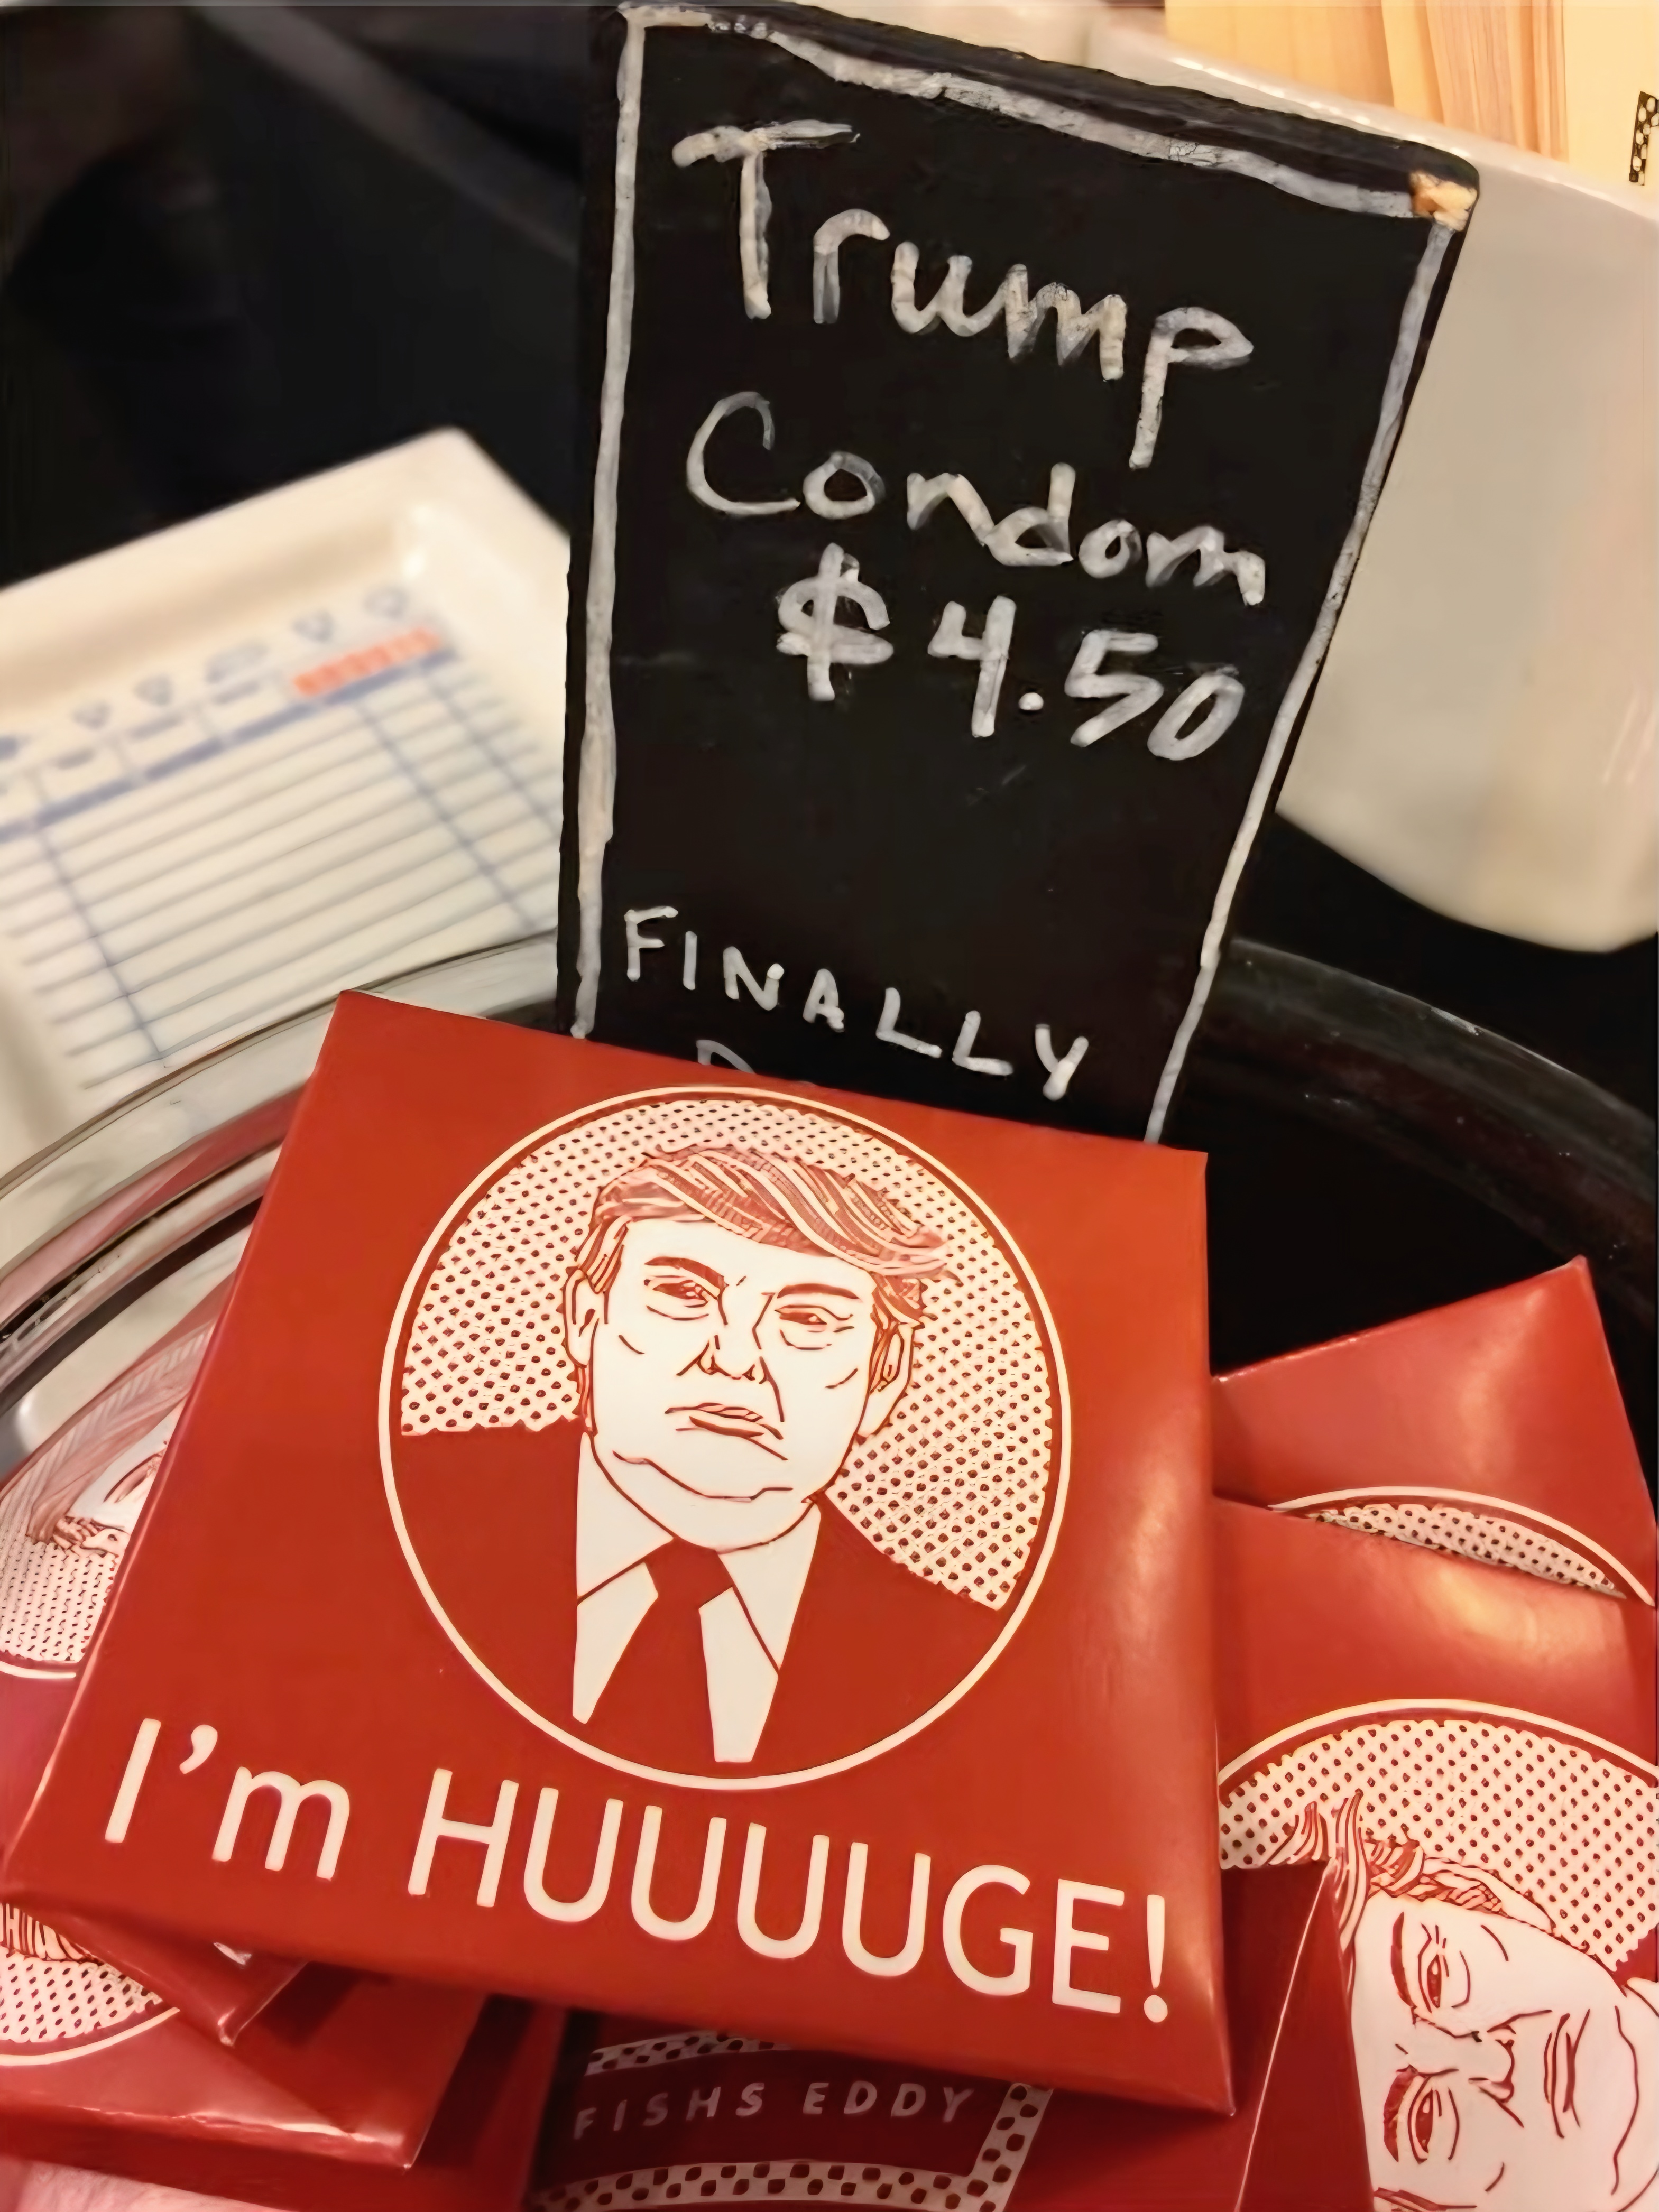 Trump
Condom
$4.50
FINALLY
I'm HUUUUGE!
FISHS EDDY